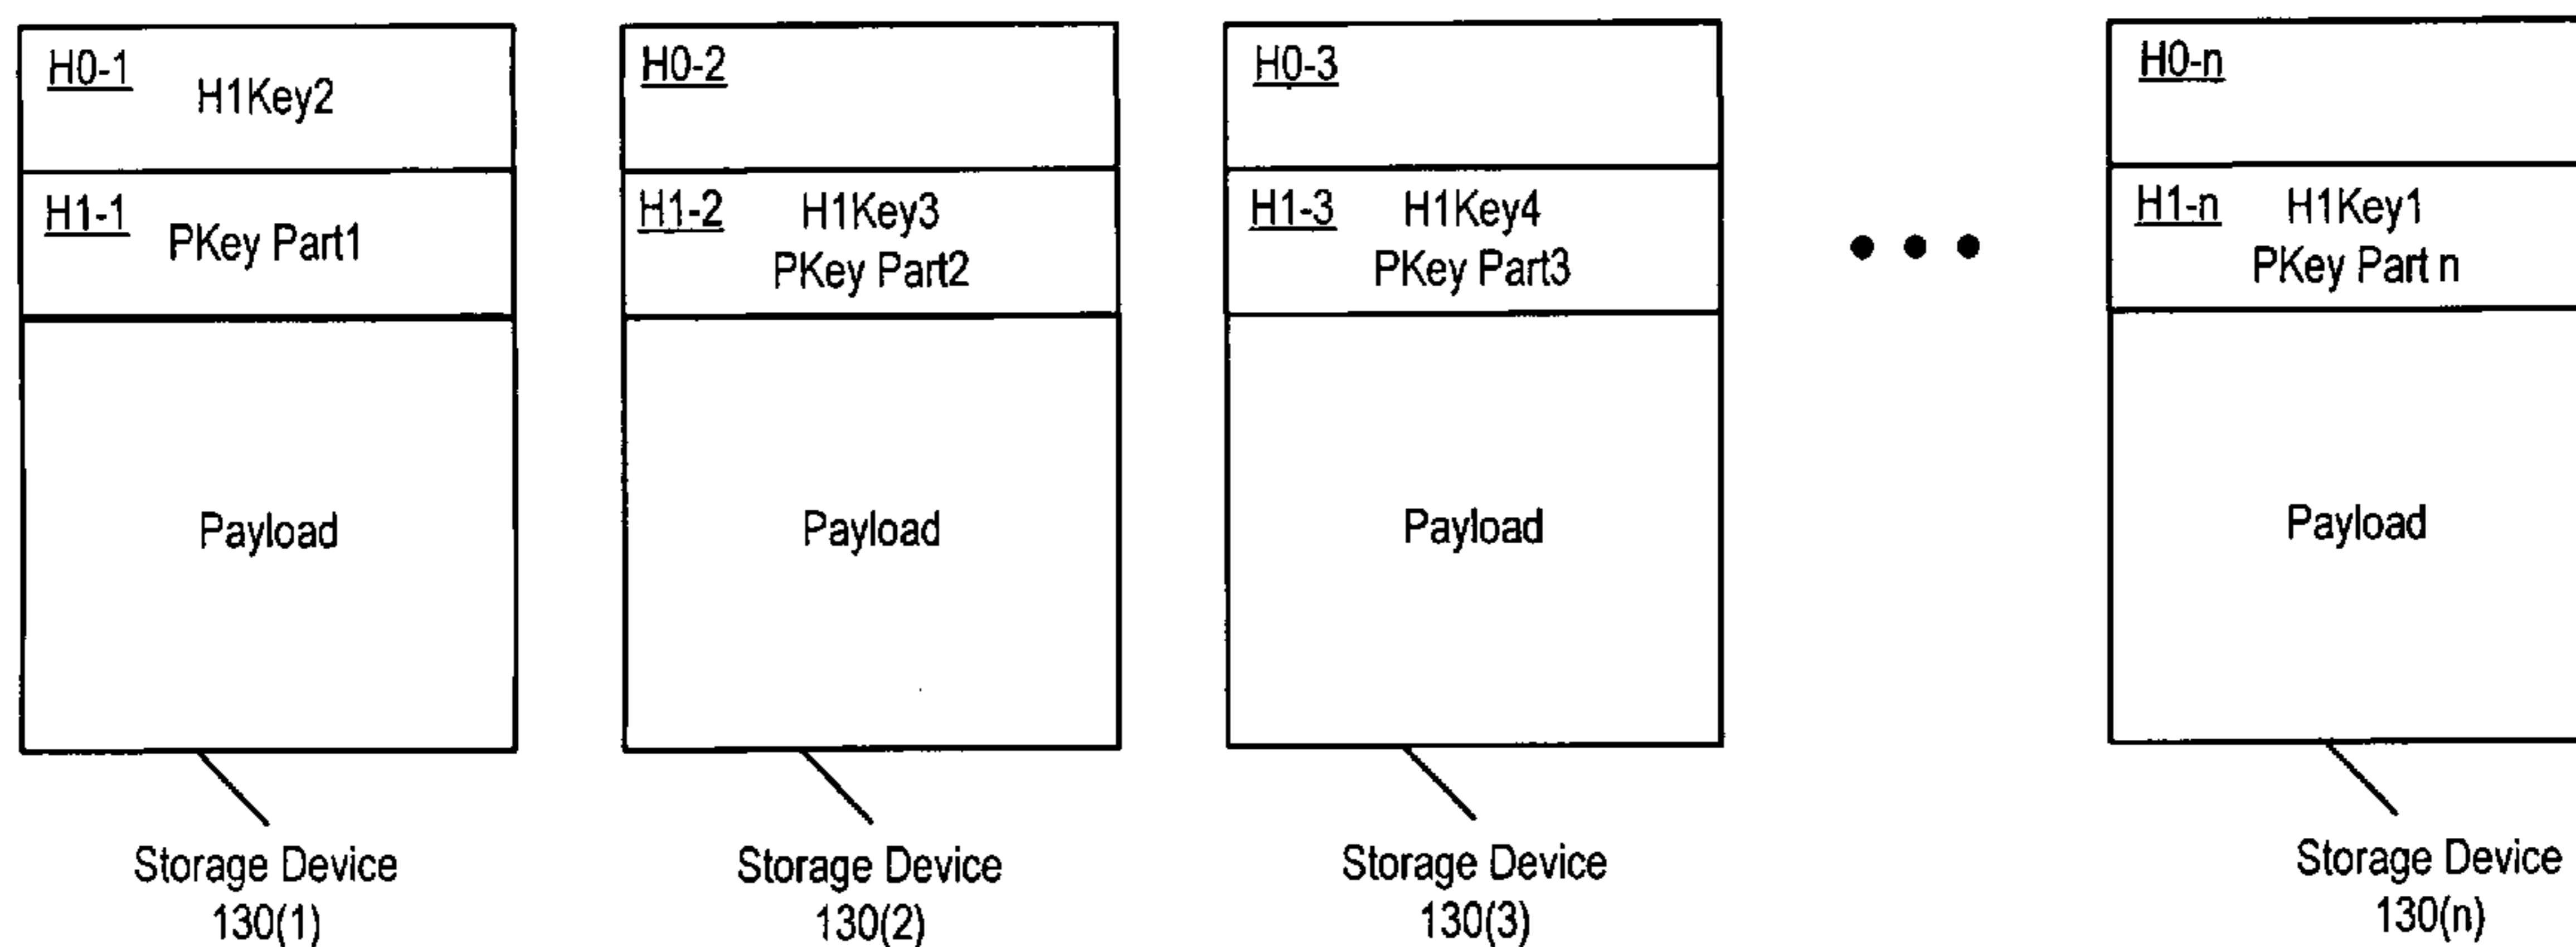 H0-1
H1Key2
H1-1
PKey Part1
Payload
Storage Device
130(1)
H0-2
H1-2
H1Key3
PKey Part2
Payload
Storage Device
130(2)
H0-3
H1-3
H1Key4
PKey Part3
Payload
Storage Device
130(3)
H0-n
H1-n
H1Key1
PKey Part n
Payload
Storage Device
130(n)